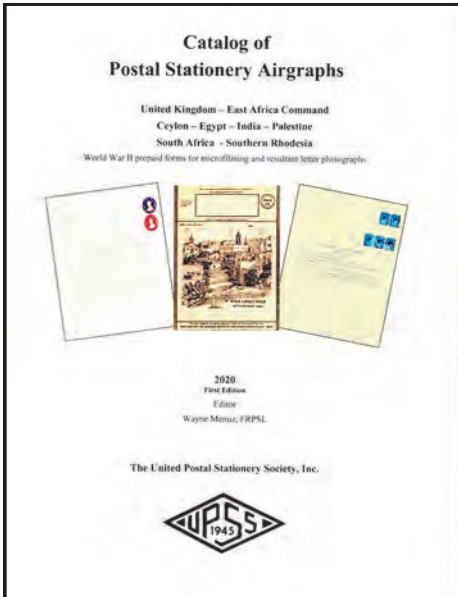 Catalog of
Postal Stationery Airgraphs
United Kingdom – East Africa Command
Ceylon – Egypt – India – Palestine
South Africa - Southern Rhodesia
World War II prepaid forms for microfilming and resultant letter photographs.
2020
First Edition
Editor
Wayne Menuz, FRPSL
The United Postal Stationery Society, Inc.
UPSS
1945